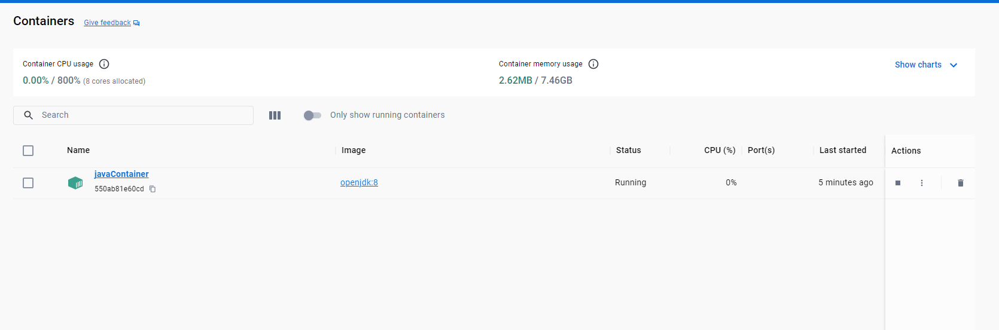 Containers Give feedback
Container CPU usage
0.00% / 800% (8 cores allocated)
Container memory usage
2.62MB / 7.46GB
Show charts
Search
Only show running containers
Name Image Status CPU (%) Port(s) Last started Actions
javaContainer
550ab81e60cd
openjdk:8 Running 0% 5 minutes ago